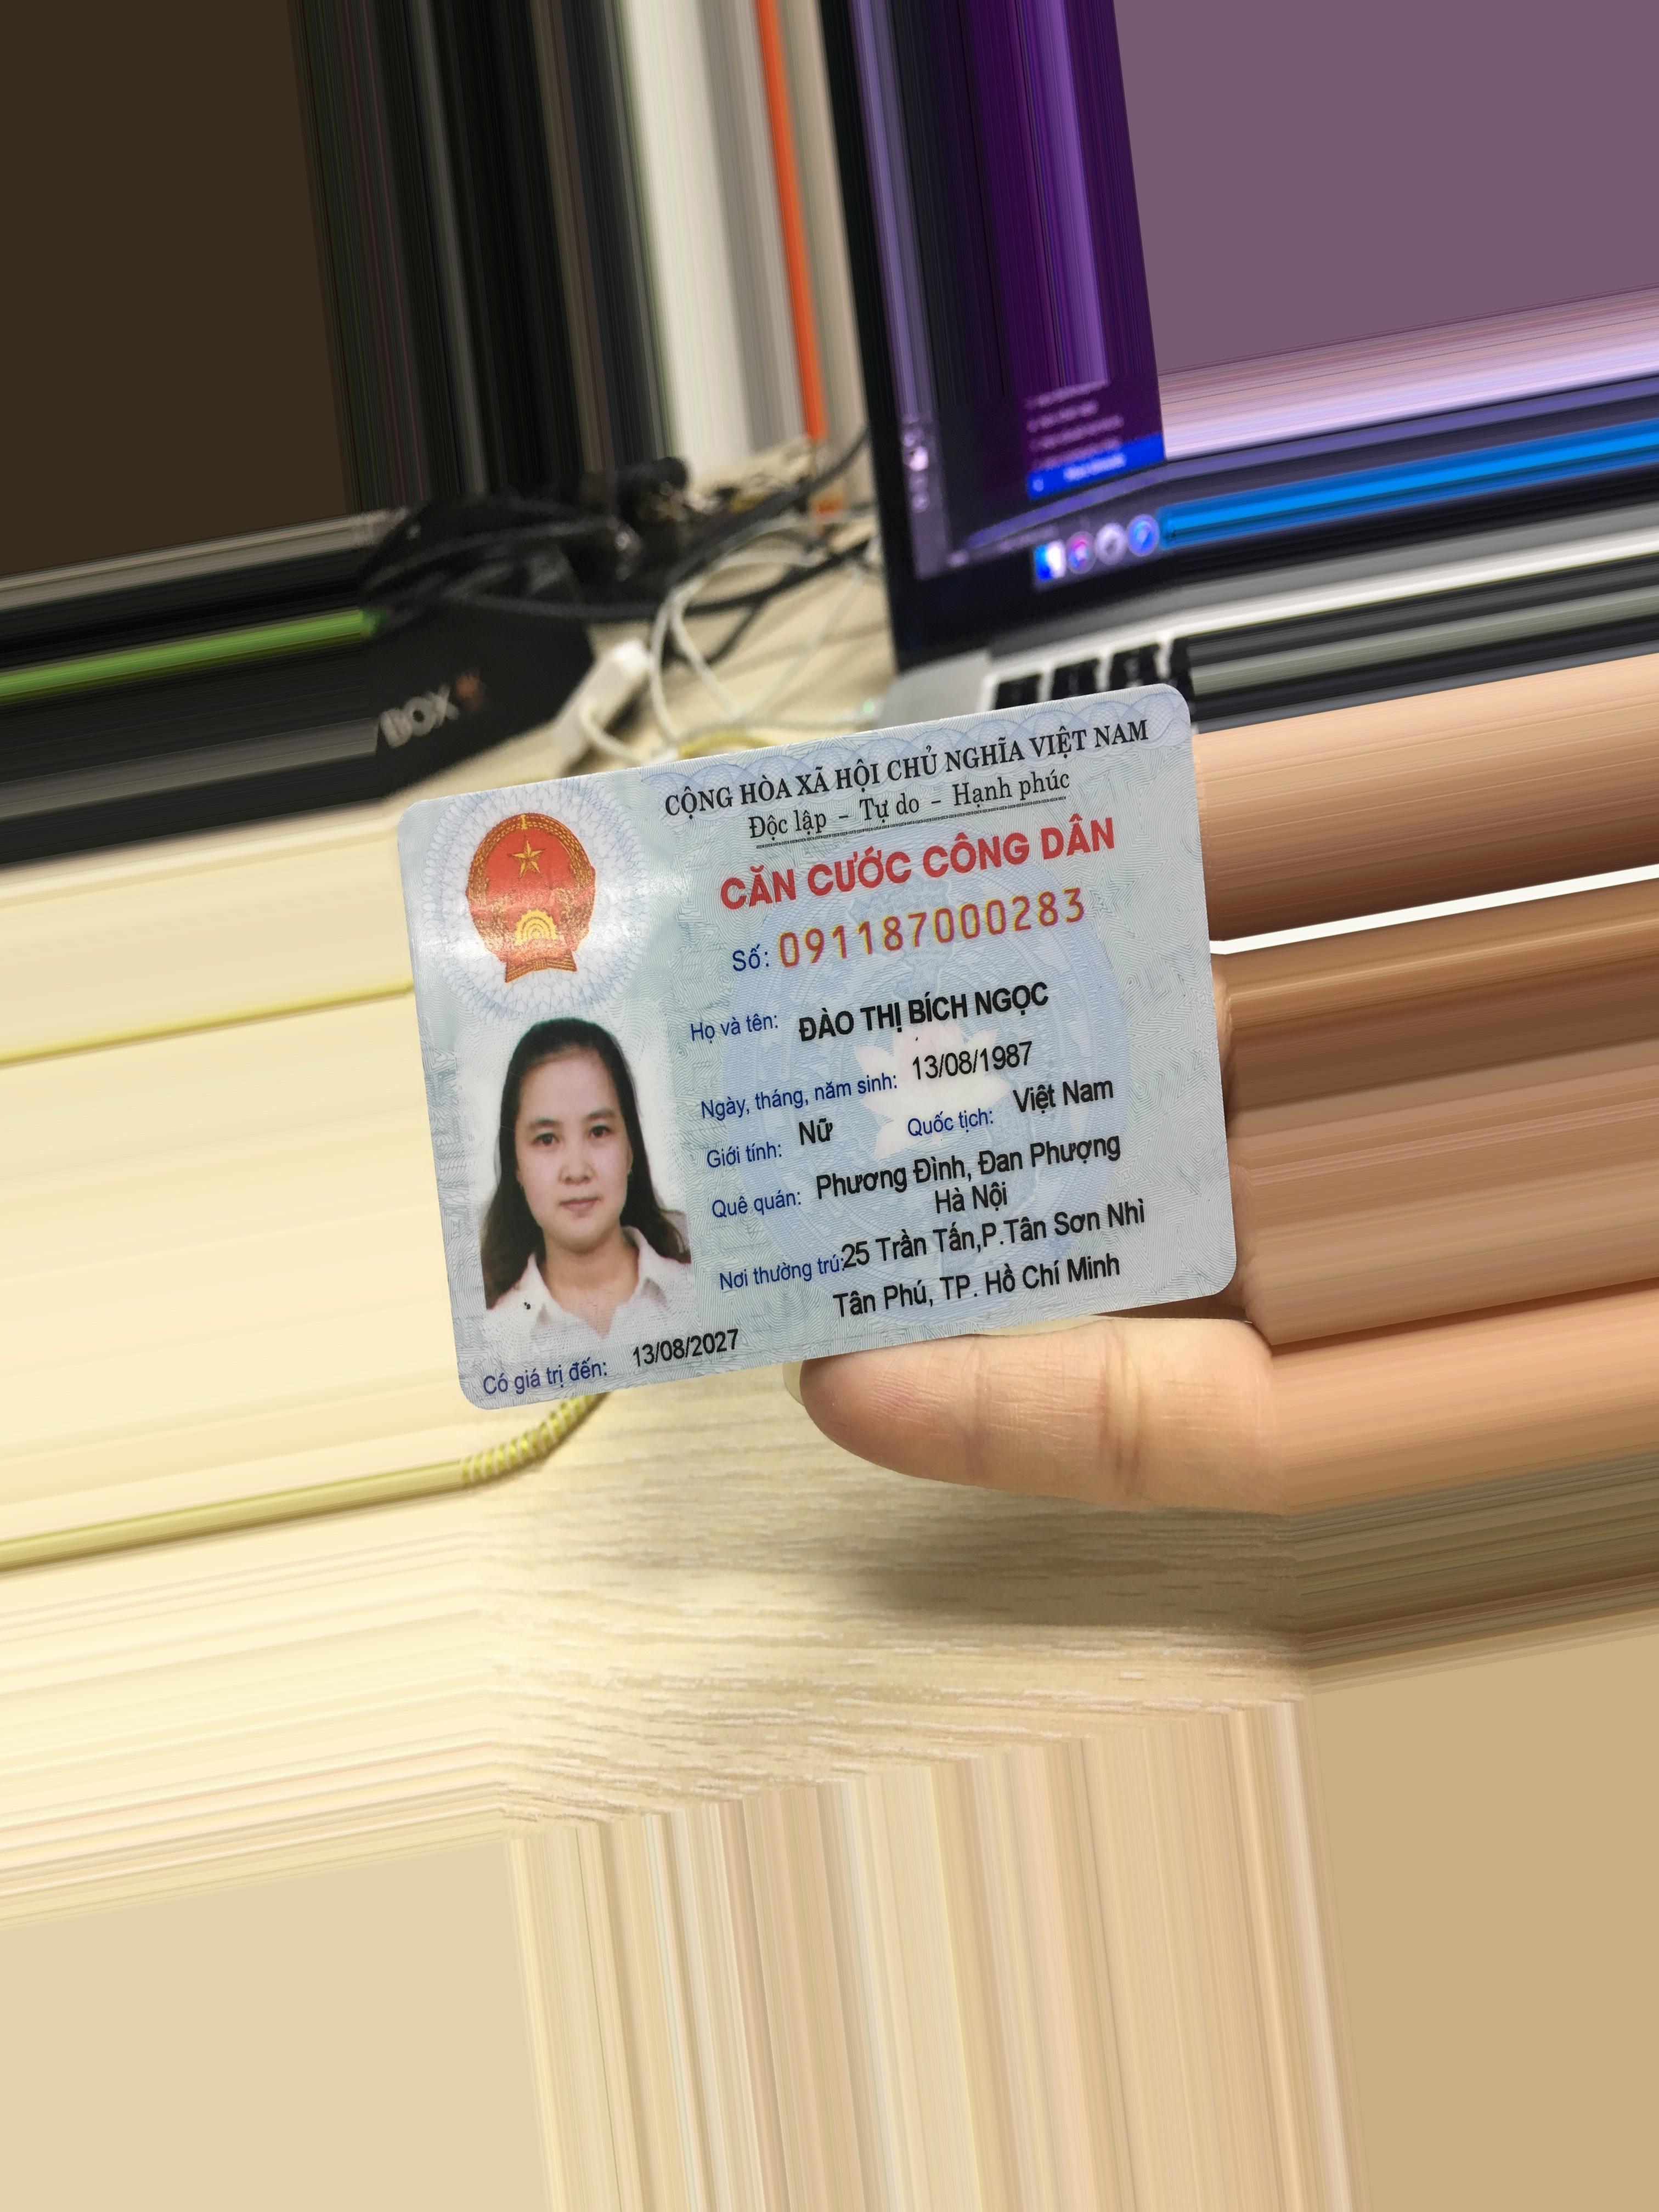 BOX
CỘNG HÒA XÃ HỘI CHỦ NGHĨA VIỆT NAM
Độc lập - Tự do - Hạnh phúc
CĂN CƯỚC CÔNG DÂN
Số: 091187000283
Họ và tên: ĐÀO THỊ BÍCH NGỌC
Ngày, tháng, năm sinh: 13/08/1987
Giới tính: Nữ Quốc tịch: Việt Nam
Quê quán: Phương Đình, Đan Phượng
Hà Nội
Nơi thường trú: 25 Trần Tấn,P.Tân Sơn Nhì
Tân Phú, TP. Hồ Chí Minh
Có giá trị đến: 13/08/2027